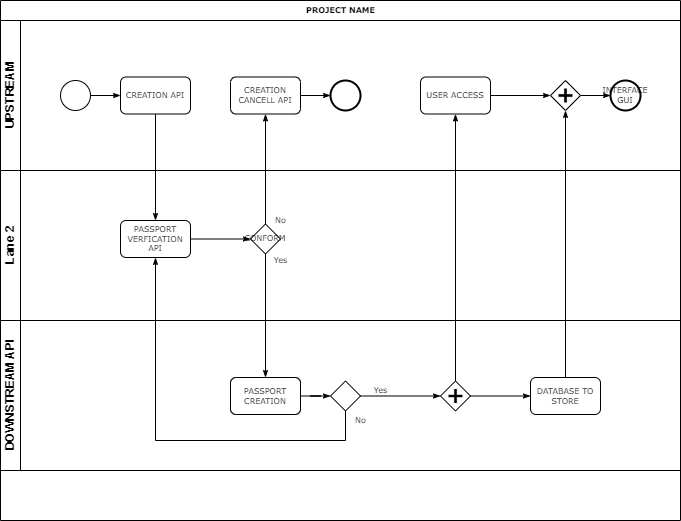 PROJECT NAME
UPSTREAM
CREATION API
CREATION
CANCELL API
USER ACCESS
INTERFACE
GUI
Lane 2
PASSPORT
VERFICATION
API
No
CONFORM
Yes
DOWNSTREAM API
PASSPORT
CREATION
Yes
No
DATABASE TO
STORE